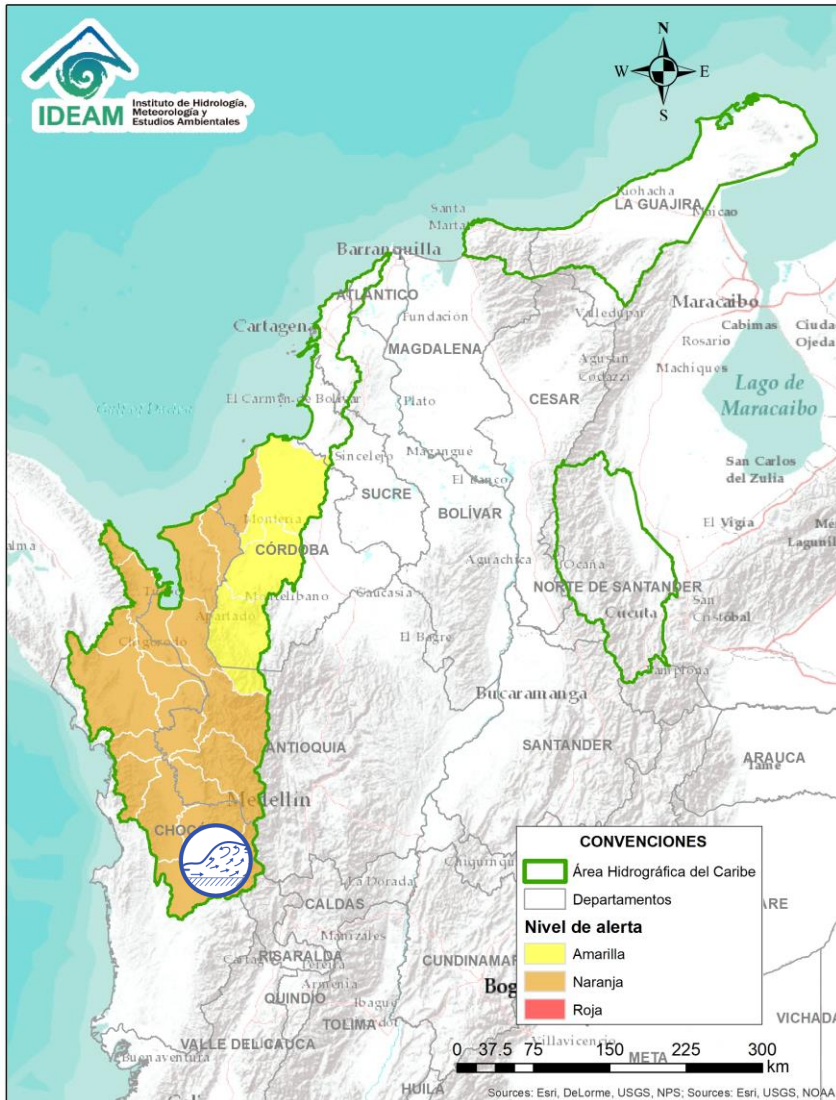 IDEAM
Instituto de Hidrología,
Meteorología y
Estudios Ambientales
N
W
E
S
Riohacha
LA GUAJIRA
Maicao
Santa
Marta
Barranquilla
ATLÁNTICO
Cartagena
Fundación
Valledupar
Maracaibo
Cabimas
Ciudad
Ojeda
MAGDALENA
Rosario
Agustín
Codazzi
Machiques
Lago de
Maracaibo
CESAR
El Carmen de Bolívar
Plato
Sincelejo
Magangué
San Carlos
del Zulia
SUCRE
El Banco
BOLÍVAR
El Vigía
Montería
CÓRDOBA
Aguachica
Ocaña
NORTE DE SANTANDER
Montelíbano
Caucasia
Cúcuta
San
Cristóbal
Apartadó
El Bagre
Chigorodó
Pamplona
Bucaramanga
ANTIOQUIA
SANTANDER
ARAUCA
Tame
Medellín
CHOCÓ
Chiquinquirá
La Dorada
CALDAS
Manizales
RISARALDA
Cartago
Pereira
CUNDINAMARCA
Armenia
QUINDÍO
Ibagué
TOLIMA
Bog
VICHADA
Villavicencio
VALLE DEL CAUCA
META
Buenaventura
HUILA
CONVENCIONES
Área Hidrográfica del Caribe
Departamentos
Nivel de alerta
Amarilla
Naranja
Roja
0 37.5 75 150 225 300
km
Sources: Esri, DeLorme, USGS, NPS; Sources: Esri, USGS, NOAA